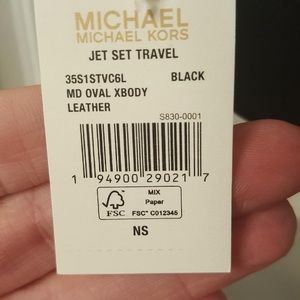 MICHAEL
MICHAEL KORS
JET SET TRAVEL
35S1STVC6L BLACK
MD OVAL XBODY
LEATHER
S830-0001
1 94900 29021 7
FSC
MIX
Paper
FSC™ C012345
NS